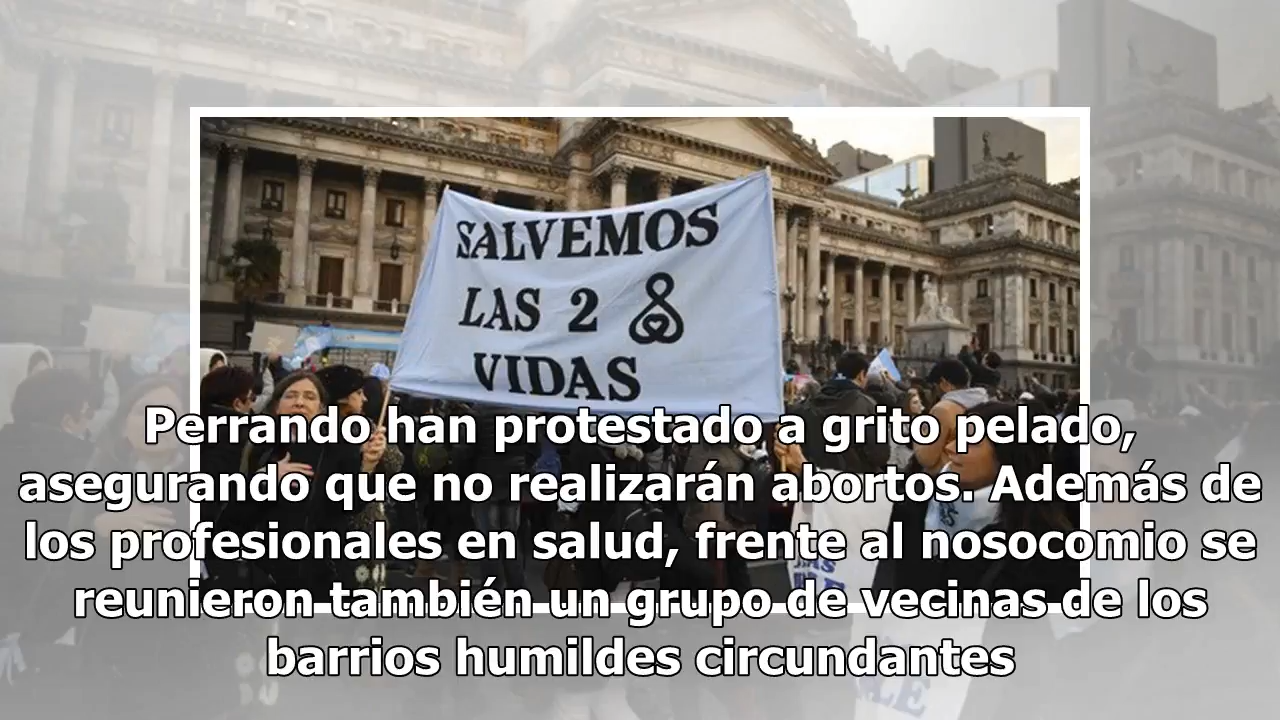 SALVEMOS
LAS 2
VIDAS
Perrando han protestado a grito pelado,
asegurando que no realizarán abortos. Además de
los profesionales en salud, frente al nosocomio se
reunieron también un grupo de vecinas de los
barrios humildes circundantes